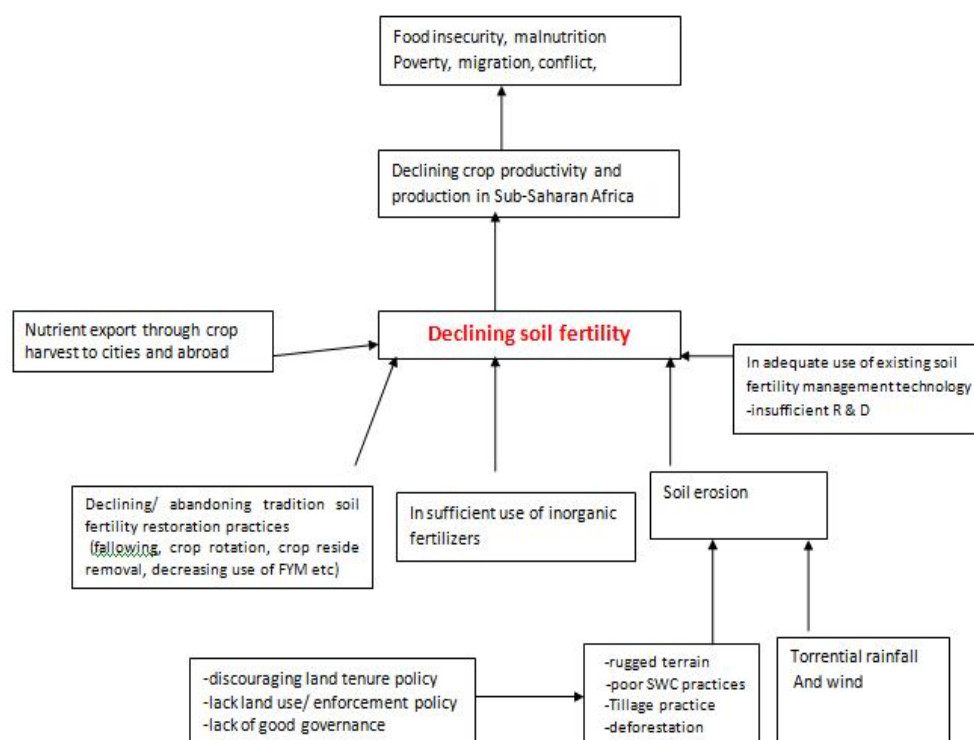 Food insecurity, malnutrition
Poverty, migration, conflict,
Declining crop productivity and
production in Sub-Saharan Africa
Nutrient export through crop
harvest to cities and abroad
Declining soil fertility
In adequate use of existing soil
fertility management technology
-insufficient R & D
Declining/ abandoning tradition soil
fertility restoration practices
(fallowing, crop rotation, crop reside
removal, decreasing use of FYM etc)
In sufficient use of inorganic
fertilizers
Soil erosion
-discouraging land tenure policy
-lack land use/ enforcement policy
-lack of good governance
-rugged terrain
-poor SWC practices
-Tillage practice
-deforestation
Torrential rainfall
And wind